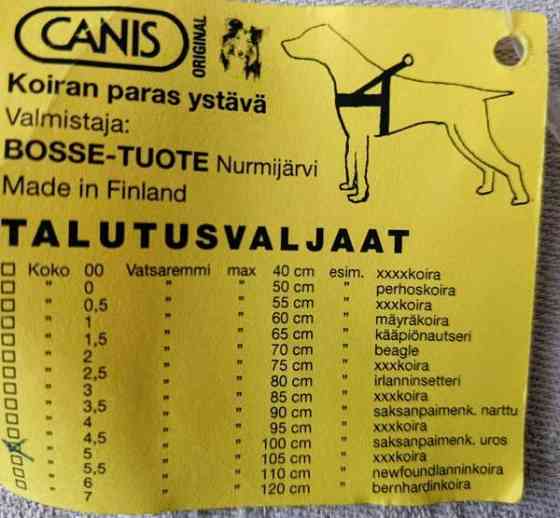 CANIS
ORIGINAL
Koiran paras ystävä
Valmistaja:
BOSSE-TUOTE Nurmijärvi
Made in Finland
TALUTUSVALJAAT
Koko 00 Vatsaremmi max 40 cm esim. xxxxkoira
" 0 " " 50 cm " perhoskoira
" 0,5 " " 55 cm " xxxkoira
" 1 " " 60 cm " mäyräkoira
" 1,5 " " 65 cm " kääpiönautseri
" 2 " " 70 cm " beagle
" 2,5 " " 75 cm " xxxkoira
" 3 " " 80 cm " irlanninsetteri
" 3,5 " " 85 cm " xxxkoira
" 4 " " 90 cm " saksanpaimenk. narttu
" 4,5 " " 95 cm " xxxkoira
" 5 " " 100 cm " saksanpaimenk. uros
" 5,5 " " 105 cm " xxxkoira
" 6 " " 110 cm " newfoundlanninkoira
" 7 " " 120 cm " bernhardinkoira